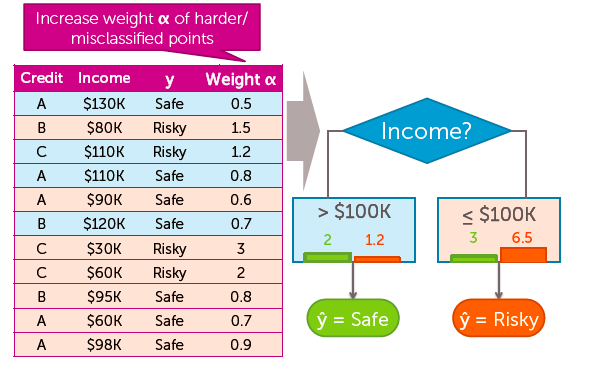 Increase weight α of harder/
misclassified points
Credit Income y Weight α
A $130K Safe 0.5
B $80K Risky 1.5
C $110K Risky 1.2
A $110K Safe 0.8
A $90K Safe 0.6
B $120K Safe 0.7
C $30K Risky 3
C $60K Risky 2
B $95K Safe 0.8
A $60K Safe 0.7
A $98K Safe 0.9
Income?
> $100K
2 1.2
≤ $100K
3 6.5
ŷ = Safe
ŷ = Risky